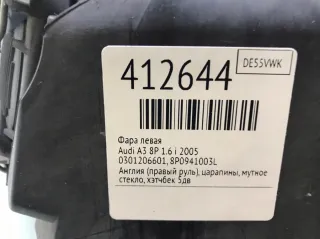 DE55VWK
412644
Фара левая
Audi A3 8P 1.6 i 2005
0301206601, 8P0941003L
Англия (правый руль), царапины, мутное
стекло, хэтчбек 5дв